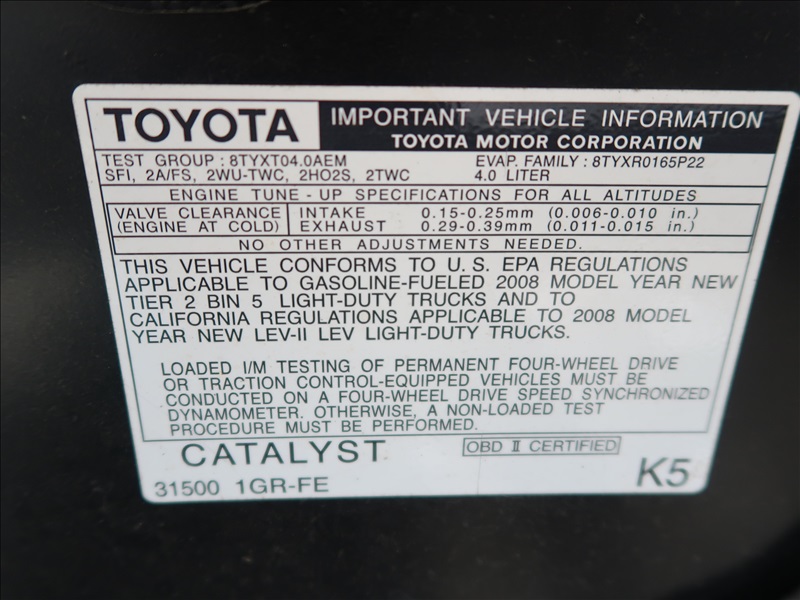 TOYOTA
IMPORTANT VEHICLE INFORMATION
TOYOTA MOTOR CORPORATION
TEST GROUP : 8TYXT04.0AEM EVAP. FAMILY : 8TYXR0165P22
SFI, 2A/FS, 2WU-TWC, 2HO2S, 2TWC 4.0 LITER
ENGINE TUNE - UP SPECIFICATIONS FOR ALL ALTITUDES
VALVE CLEARANCE INTAKE 0.15-0.25mm (0.006-0.010 in.)
(ENGINE AT COLD) EXHAUST 0.29-0.39mm (0.011-0.015 in.)
NO OTHER ADJUSTMENTS NEEDED.
THIS VEHICLE CONFORMS TO U.S. EPA REGULATIONS
APPLICABLE TO GASOLINE-FUELED 2008 MODEL YEAR NEW
TIER 2 BIN 5 LIGHT-DUTY TRUCKS AND TO
CALIFORNIA REGULATIONS APPLICABLE TO 2008 MODEL
YEAR NEW LEV-II LEV LIGHT-DUTY TRUCKS.
LOADED I/M TESTING OF PERMANENT FOUR-WHEEL DRIVE
OR TRACTION CONTROL-EQUIPPED VEHICLES MUST BE
CONDUCTED ON A FOUR-WHEEL DRIVE SPEED SYNCHRONIZED
DYNAMOMETER. OTHERWISE, A NON-LOADED TEST
PROCEDURE MUST BE PERFORMED.
CATALYST OBD II CERTIFIED
31500 1GR-FE K5